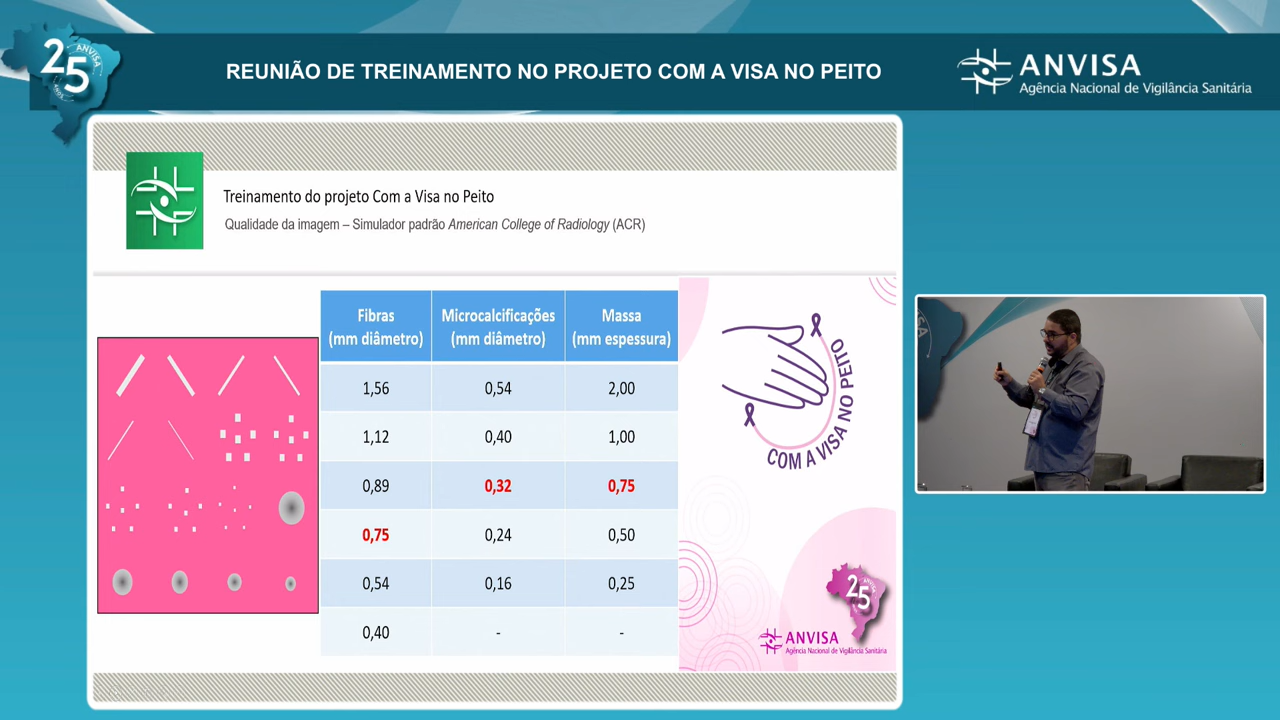 25
ANVISA
ANOS
REUNIÃO DE TREINAMENTO NO PROJETO COM A VISA NO PEITO
ANVISA
Agência Nacional de Vigilância Sanitária
Treinamento do projeto Com a Visa no Peito
Qualidade da imagem – Simulador padrão American College of Radiology (ACR)
Fibras Microcalcificações Massa
(mm diâmetro) (mm diâmetro) (mm espessura)
1,56 0,54 2,00
1,12 0,40 1,00
0,89 0,32 0,75
0,75 0,24 0,50
0,54 0,16 0,25
0,40 - -
COM A VISA NO PEITO
25
ANVISA
ANVISA
Agência Nacional de Vigilância Sanitária